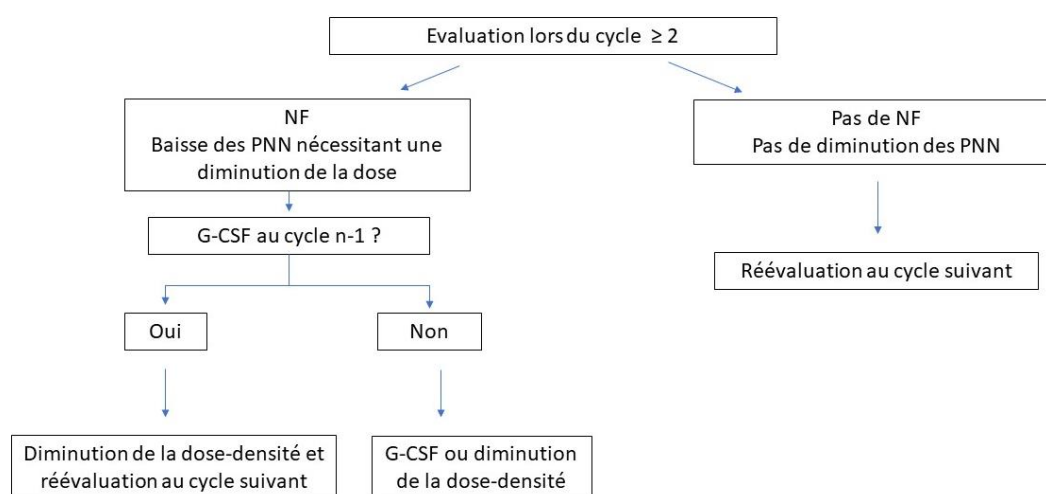 Evaluation lors du cycle ≥ 2
NF
Baisse des PNN nécessitant une
diminution de la dose
Pas de NF
Pas de diminution des PNN
G-CSF au cycle n-1 ?
Réévaluation au cycle suivant
Oui
Non
Diminution de la dose-densité et
réévaluation au cycle suivant
G-CSF ou diminution
de la dose-densité